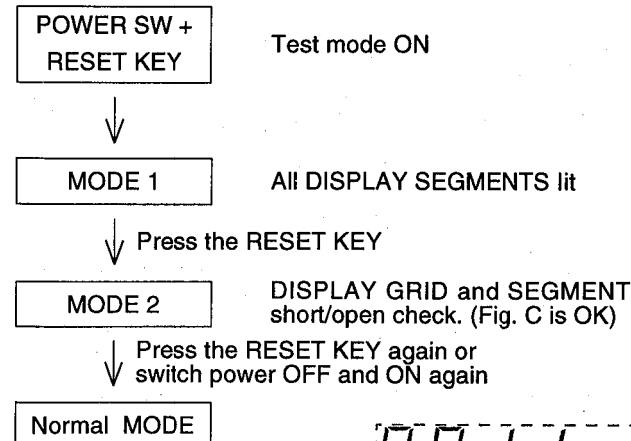 POWER SW +
RESET KEY
Test mode ON
MODE 1
All DISPLAY SEGMENTS lit
Press the RESET KEY
MODE 2
DISPLAY GRID and SEGMENT
short/open check. (Fig. C is OK)
Press the RESET KEY again or
switch power OFF and ON again
Normal MODE